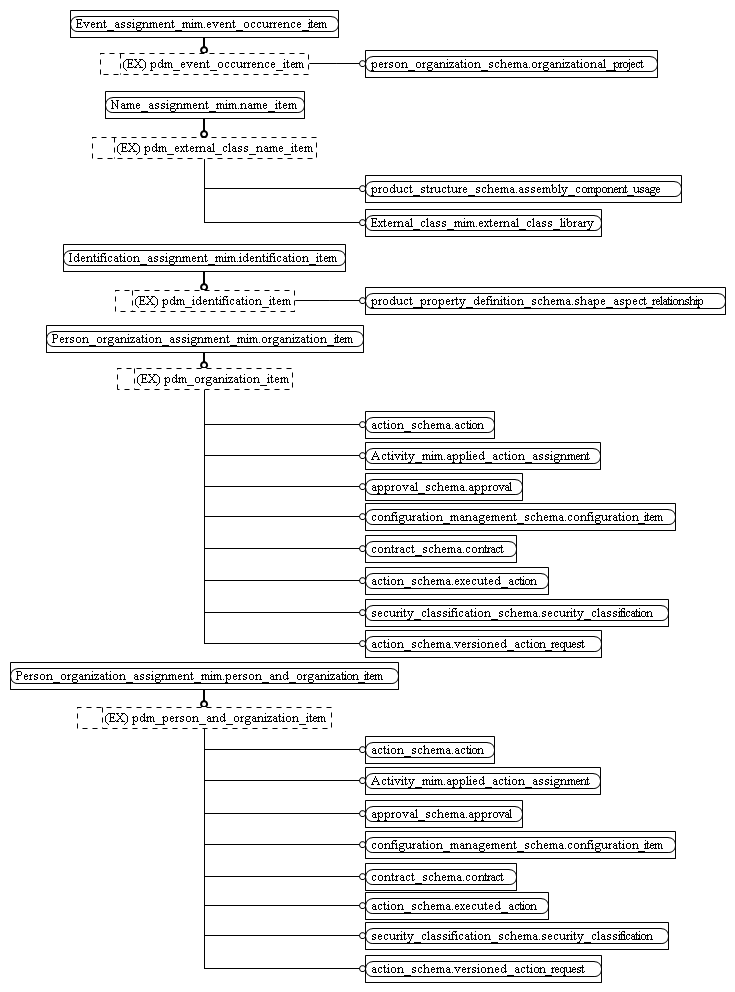 Event_assignment_mim.event_occurrence_item
(EX) pdm_event_occurrence_item
person_organization_schema.organizational_project
Name_assignment_mim.name_item
(EX) pdm_external_class_name_item
product_structure_schema.assembly_component_usage
External_class_mim.external_class_library
Identification_assignment_mim.identification_item
(EX) pdm_identification_item
product_property_definition_schema.shape_aspect_relationship
Person_organization_assignment_mim.organization_item
(EX) pdm_organization_item
action_schema.action
Activity_mim.applied_action_assignment
approval_schema.approval
configuration_management_schema.configuration_item
contract_schema.contract
action_schema.executed_action
security_classification_schema.security_classification
action_schema.versioned_action_request
Person_organization_assignment_mim.person_and_organization_item
(EX) pdm_person_and_organization_item
action_schema.action
Activity_mim.applied_action_assignment
approval_schema.approval
configuration_management_schema.configuration_item
contract_schema.contract
action_schema.executed_action
security_classification_schema.security_classification
action_schema.versioned_action_request